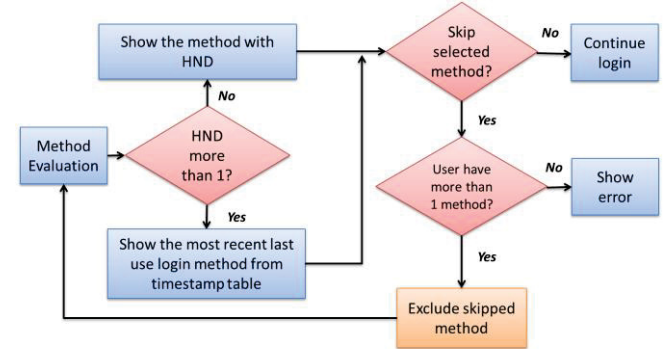 Show the method with
HND
Skip
selected
method?
No
Continue
login
No
Yes
Method
Evaluation
HND
more
than 1?
User have
more than
1 method?
No
Show
error
Yes
Show the most recent last
use login method from
timestamp table
Yes
Exclude skipped
method